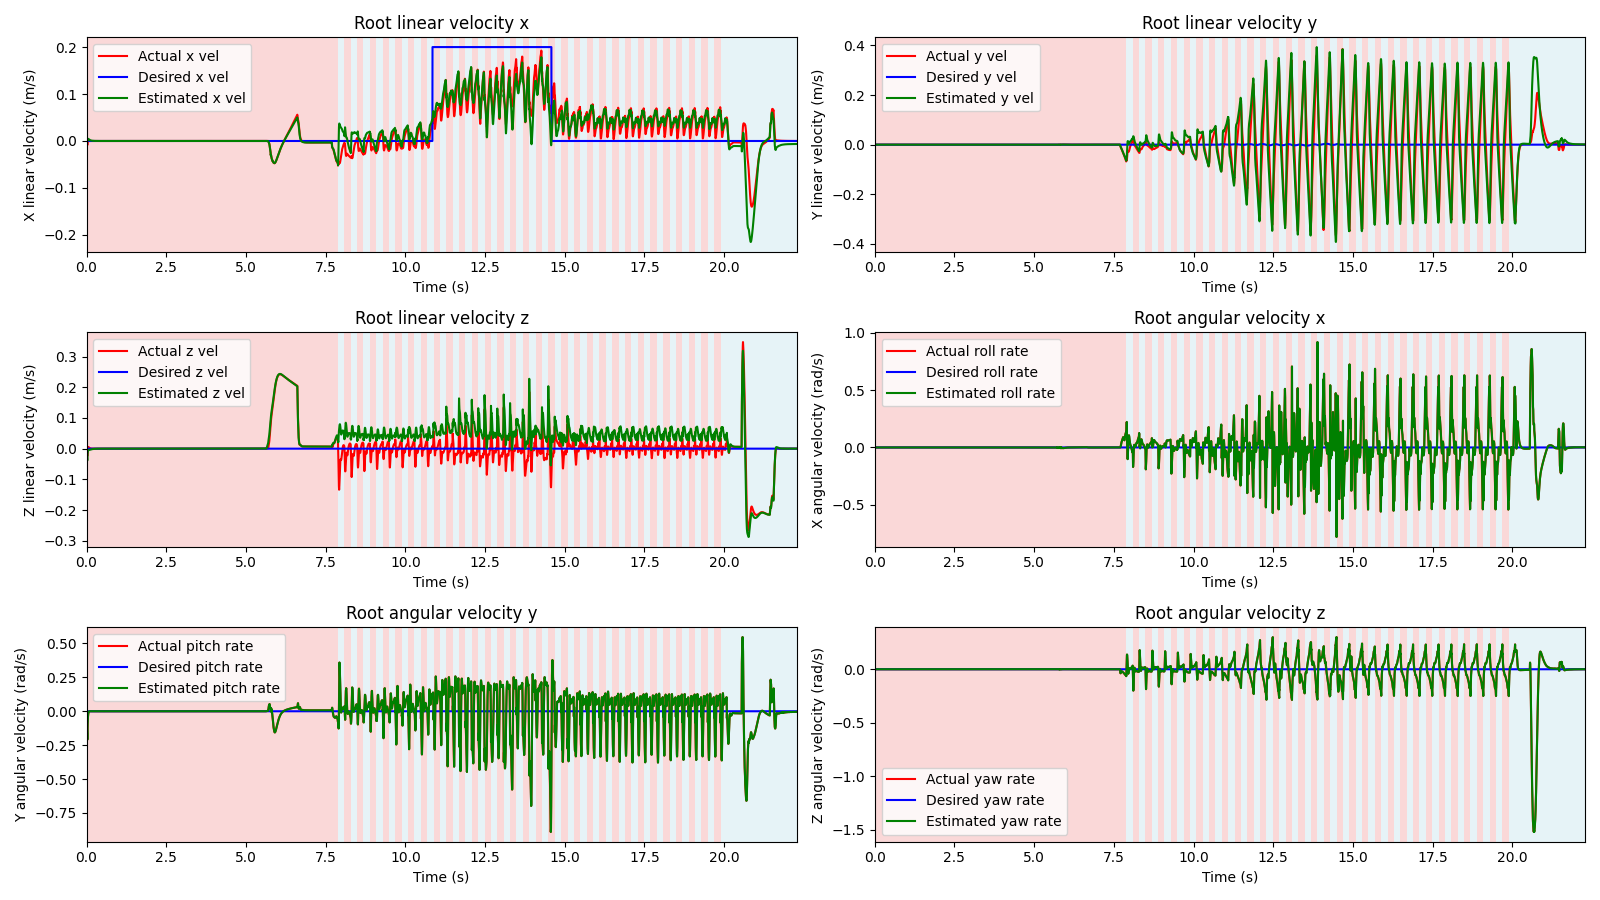 Root linear velocity x
Actual x vel
Desired x vel
Estimated x vel
X linear velocity (m/s)
0.2
0.1
0.0
−0.1
−0.2
0.0 2.5 5.0 7.5 10.0 12.5 15.0 17.5 20.0
Time (s)
Root linear velocity y
Actual y vel
Desired y vel
Estimated y vel
Y linear velocity (m/s)
0.4
0.2
0.0
−0.2
−0.4
0.0 2.5 5.0 7.5 10.0 12.5 15.0 17.5 20.0
Time (s)
Root linear velocity z
Actual z vel
Desired z vel
Estimated z vel
Z linear velocity (m/s)
0.3
0.2
0.1
0.0
−0.1
−0.2
−0.3
0.0 2.5 5.0 7.5 10.0 12.5 15.0 17.5 20.0
Time (s)
Root angular velocity x
Actual roll rate
Desired roll rate
Estimated roll rate
X angular velocity (rad/s)
1.0
0.5
0.0
−0.5
0.0 2.5 5.0 7.5 10.0 12.5 15.0 17.5 20.0
Time (s)
Root angular velocity y
Actual pitch rate
Desired pitch rate
Estimated pitch rate
Y angular velocity (rad/s)
0.50
0.25
0.00
−0.25
−0.50
−0.75
0.0 2.5 5.0 7.5 10.0 12.5 15.0 17.5 20.0
Time (s)
Root angular velocity z
Actual yaw rate
Desired yaw rate
Estimated yaw rate
Z angular velocity (rad/s)
0.0
−0.5
−1.0
−1.5
0.0 2.5 5.0 7.5 10.0 12.5 15.0 17.5 20.0
Time (s)